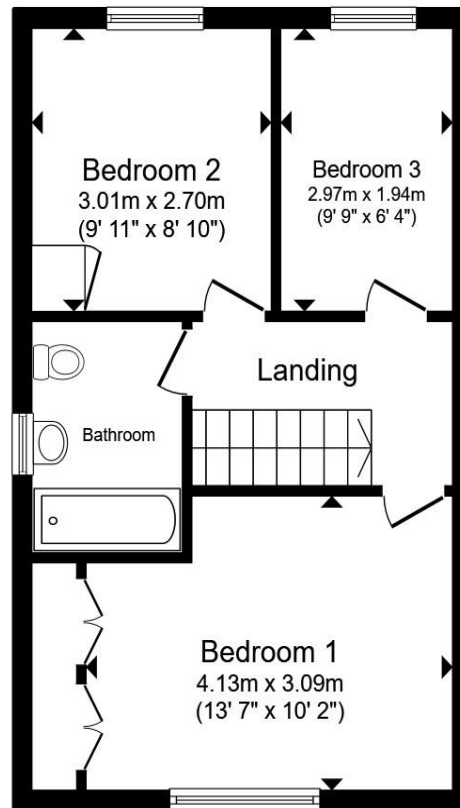 Bedroom 2
3.01m x 2.70m
(9' 11" x 8' 10")
Bedroom 3
2.97m x 1.94m
(9' 9" x 6' 4")
Landing
Bathroom
Bedroom 1
4.13m x 3.09m
(13' 7" x 10' 2")